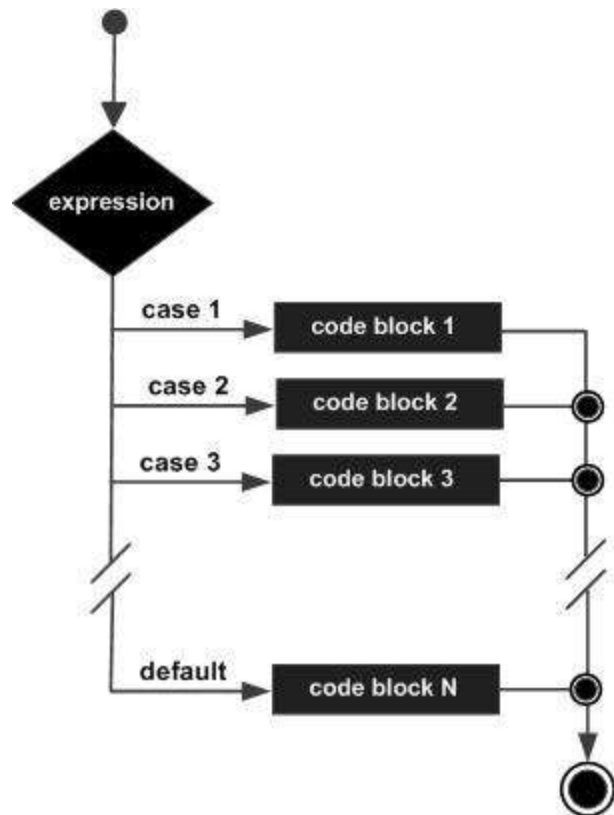 expression
case 1
code block 1
case 2
code block 2
case 3
code block 3
default
code block N